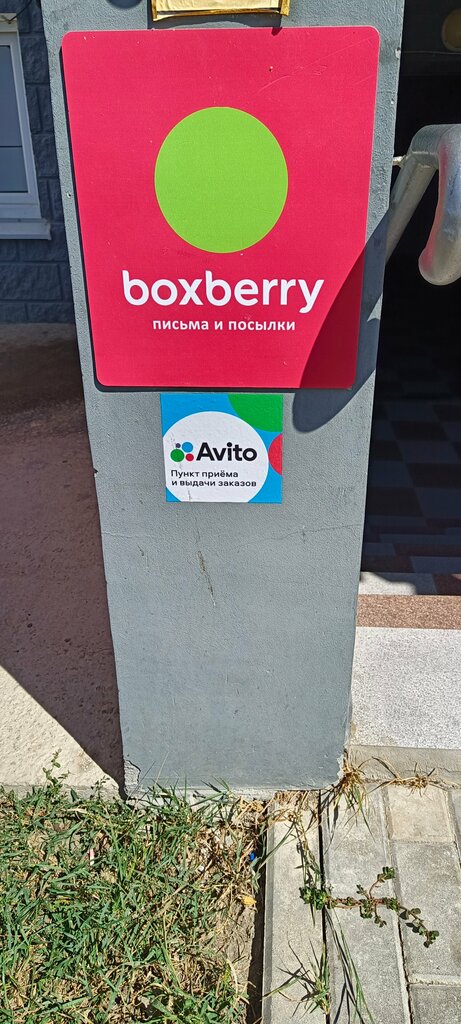 boxberry
письма и посылки
Avito
Пункт приёма
и выдачи заказов